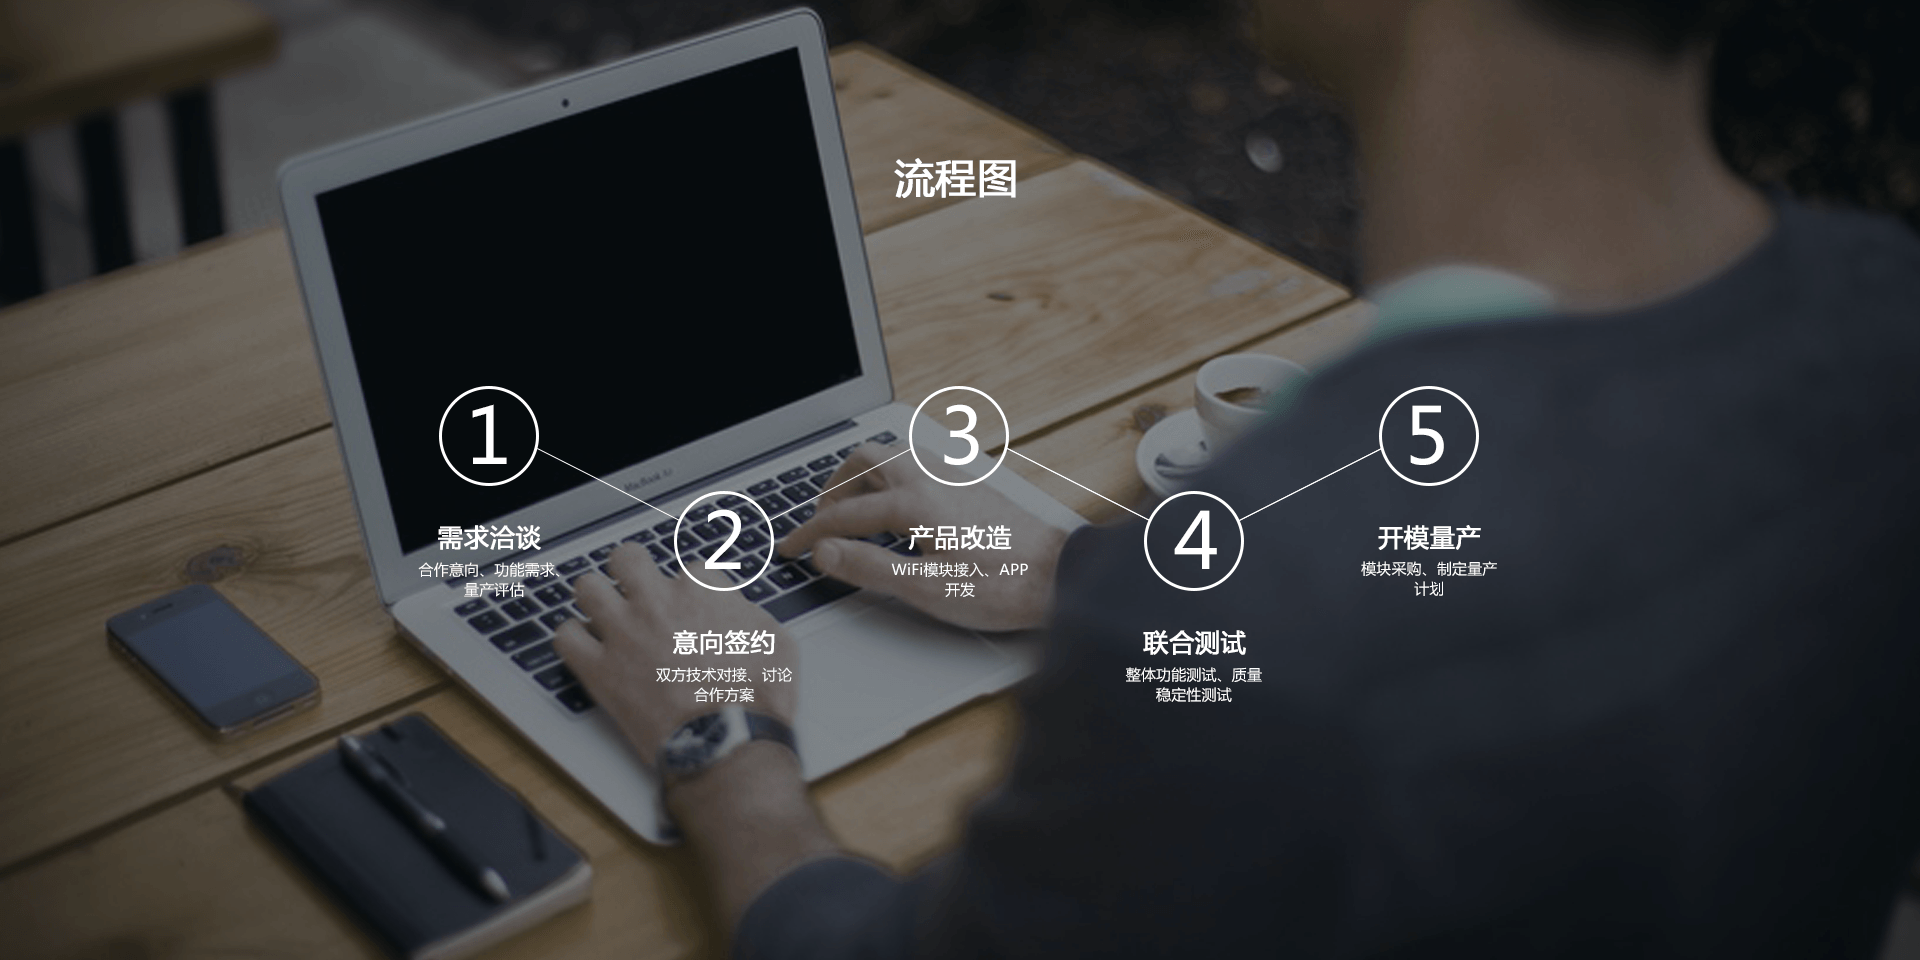 流程图
1
需求洽谈
合作意向、功能需求、
量产评估
2
意向签约
双方技术对接、讨论
合作方案
3
产品改造
WiFi模块接入、APP
开发
4
联合测试
整体功能测试、质量
稳定性测试
5
开模量产
模块采购、制定量产
计划
MacBook Air